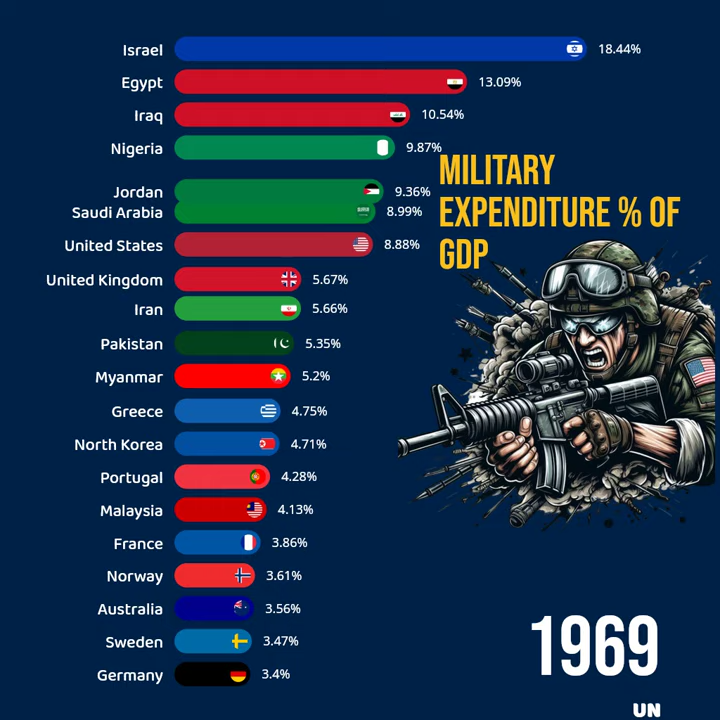 Israel 18.44%
Egypt 13.09%
Iraq 10.54%
Nigeria 9.87%
Jordan 9.36%
Saudi Arabia 8.99%
United States 8.88%
United Kingdom 5.67%
Iran 5.66%
Pakistan 5.35%
Myanmar 5.2%
Greece 4.75%
North Korea 4.71%
Portugal 4.28%
Malaysia 4.13%
France 3.86%
Norway 3.61%
Australia 3.56%
Sweden 3.47%
Germany 3.4%
MILITARY
EXPENDITURE % OF
GDP
1969
UN